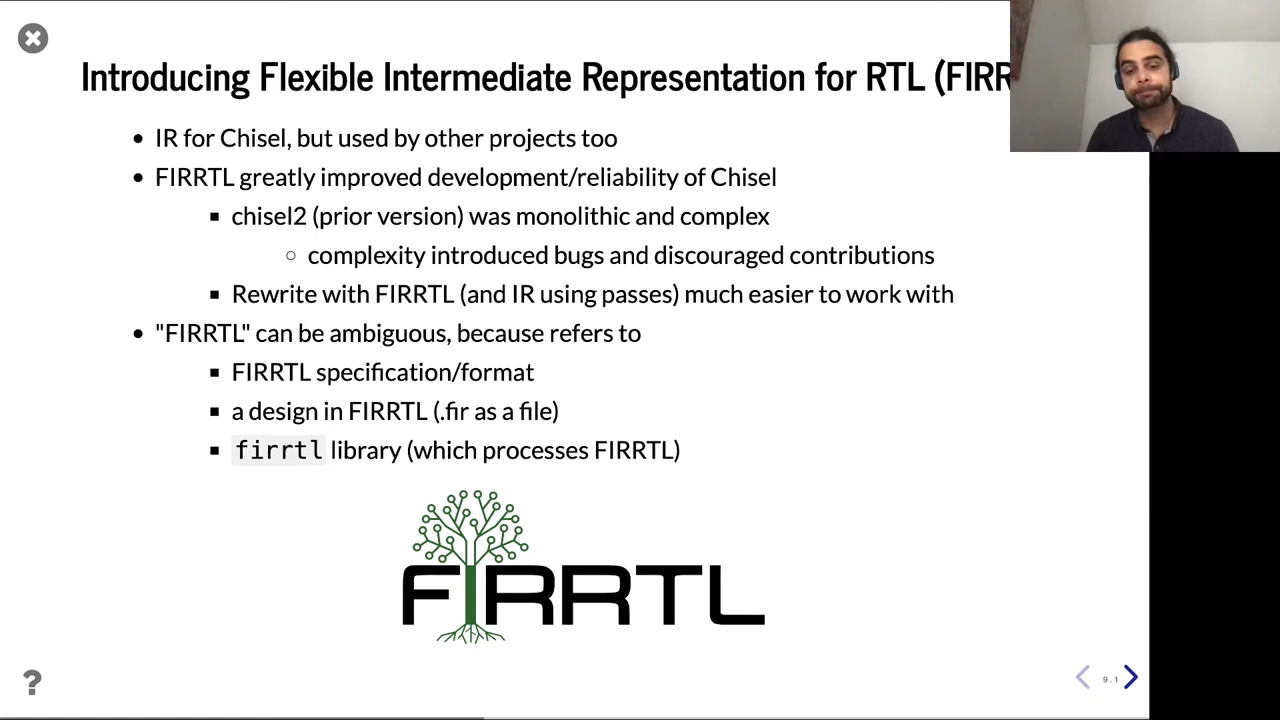 Introducing Flexible Intermediate Representation for RTL (FIRR
IR for Chisel, but used by other projects too
FIRRTL greatly improved development/reliability of Chisel
chisel2 (prior version) was monolithic and complex
complexity introduced bugs and discouraged contributions
Rewrite with FIRRTL (and IR using passes) much easier to work with
"FIRRTL" can be ambiguous, because refers to
FIRRTL specification/format
a design in FIRRTL (.fir as a file)
firrtl library (which processes FIRRTL)
FIRRTL
?
9.1